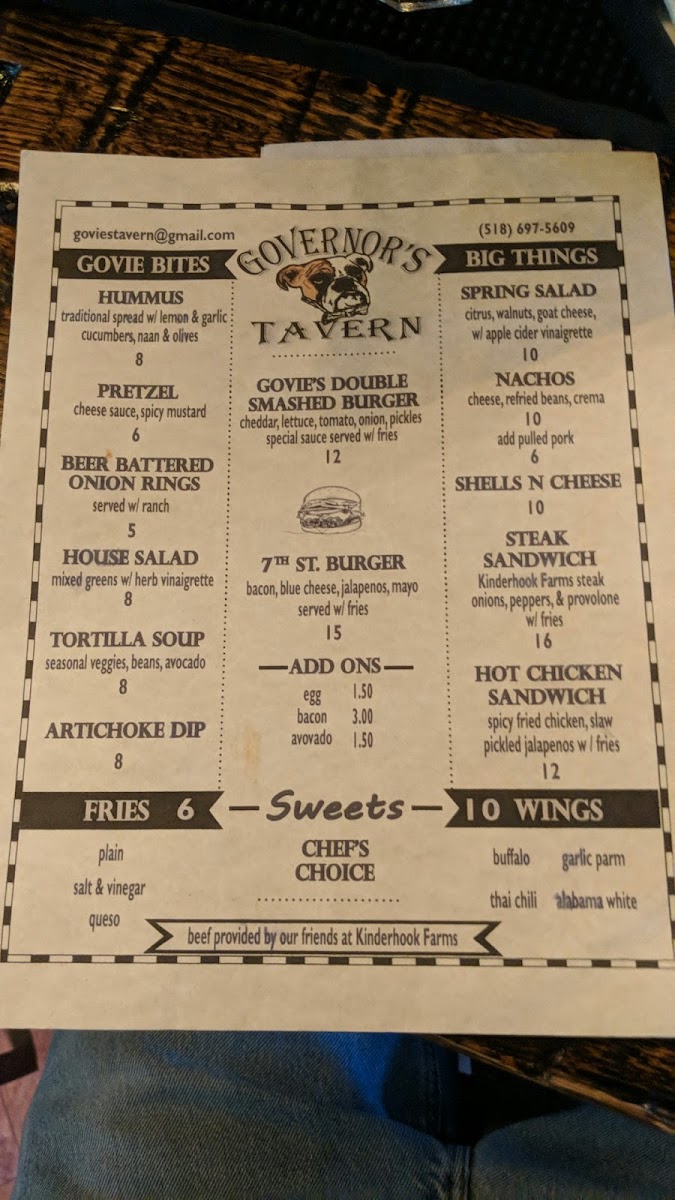 goviestavern@gmail.com
(518) 697-5609
GOVERNOR'S
TAVERN
GOVIE BITES
HUMMUS
traditional spread w/ lemon & garlic
cucumbers, naan & olives
8
PRETZEL
cheese sauce, spicy mustard
6
BEER BATTERED
ONION RINGS
served w/ ranch
5
HOUSE SALAD
mixed greens w/ herb vinaigrette
8
TORTILLA SOUP
seasonal veggies, beans, avocado
8
ARTICHOKE DIP
8
FRIES 6
plain
salt & vinegar
queso
GOVIE'S DOUBLE
SMASHED BURGER
cheddar, lettuce, tomato, onion, pickles
special sauce served w/ fries
12
7TH ST. BURGER
bacon, blue cheese, jalapenos, mayo
served w/ fries
15
ADD ONS
egg 1.50
bacon 3.00
avovado 1.50
Sweets
CHEF'S
CHOICE
BIG THINGS
SPRING SALAD
citrus, walnuts, goat cheese,
w/ apple cider vinaigrette
10
NACHOS
cheese, refried beans, crema
10
add pulled pork
6
SHELLS N CHEESE
10
STEAK
SANDWICH
Kinderhook Farms steak
onions, peppers, & provolone
w/ fries
16
HOT CHICKEN
SANDWICH
spicy fried chicken, slaw
pickled jalapenos w/ fries
12
10 WINGS
buffalo garlic parm
thai chili alabama white
beef provided by our friends at Kinderhook Farms